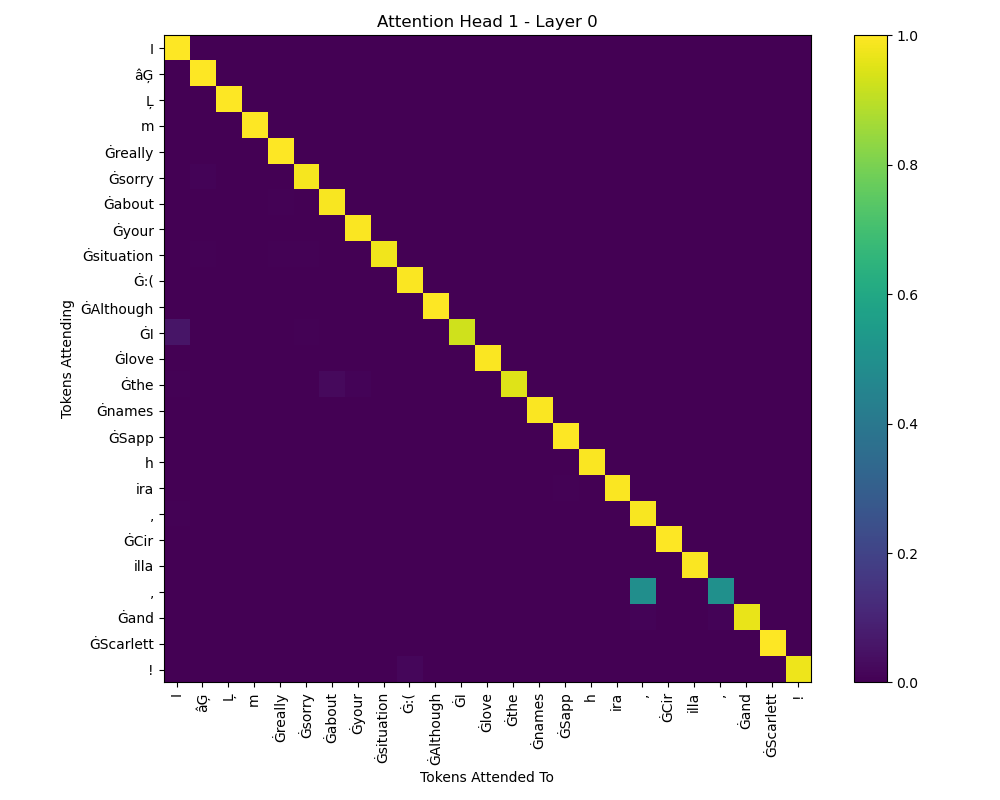 Attention Head 1 - Layer 0
Tokens Attending
I
âĢ
Ļ
m
Ġreally
Ġsorry
Ġabout
Ġyour
Ġsituation
Ġ:(
ĠAlthough
ĠI
Ġlove
Ġthe
Ġnames
ĠSapp
h
ira
,
ĠCir
illa
,
Ġand
ĠScarlett
!
I
âĢ
Ļ
m
Ġreally
Ġsorry
Ġabout
Ġyour
Ġsituation
Ġ:(
ĠAlthough
ĠI
Ġlove
Ġthe
Ġnames
ĠSapp
h
ira
,
ĠCir
illa
,
Ġand
ĠScarlett
!
Tokens Attended To
1.0
0.8
0.6
0.4
0.2
0.0